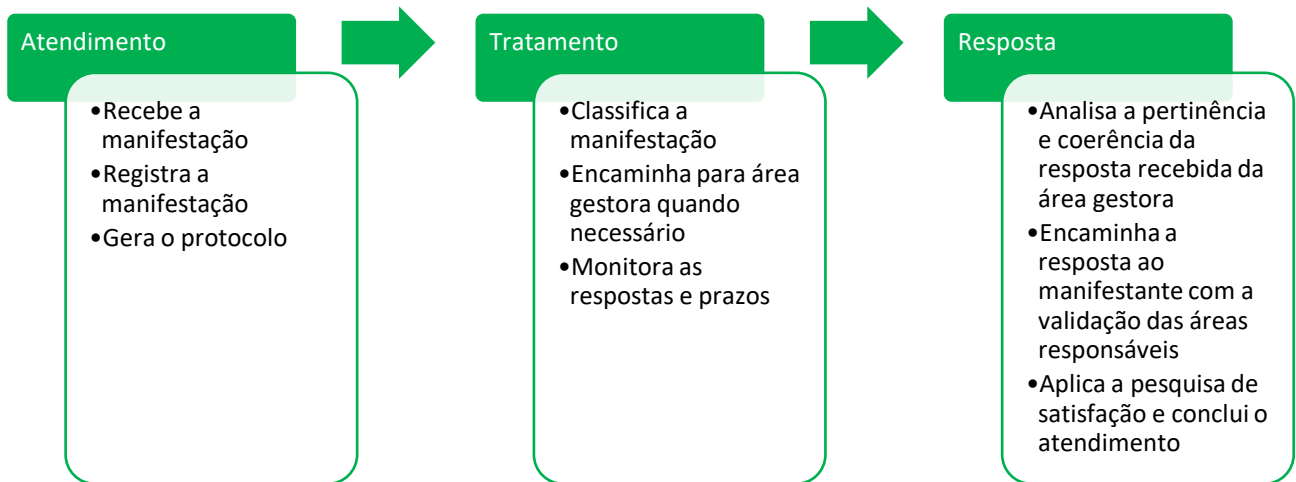 Atendimento
•Recebe a
manifestação
•Registra a
manifestação
•Gera o protocolo
Tratamento
•Classifica a
manifestação
•Encaminha para área
gestora quando
necessário
•Monitora as
respostas e prazos
Resposta
•Analisa a pertinência
e coerência da
resposta recebida da
área gestora
•Encaminha a
resposta ao
manifestante com a
validação das áreas
responsáveis
•Aplica a pesquisa de
satisfação e conclui o
atendimento